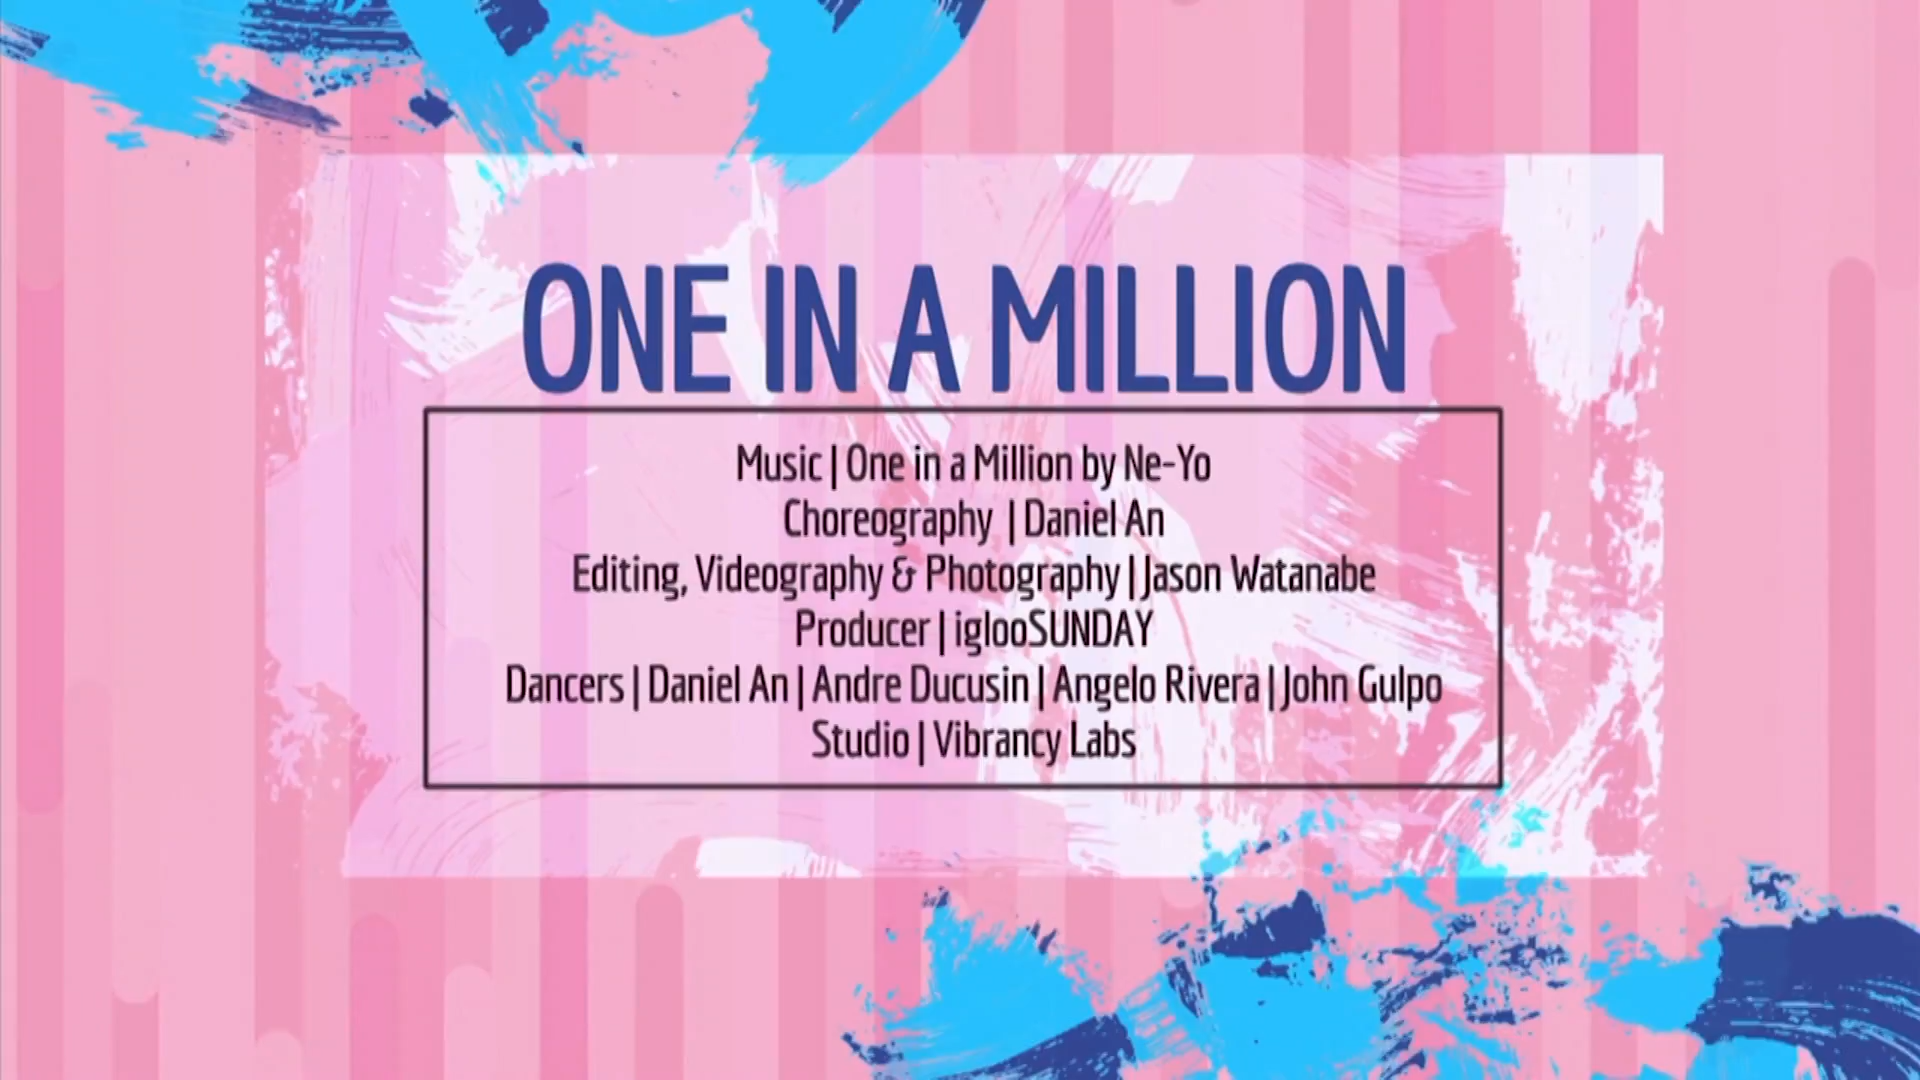 ONE IN A MILLION
Music | One in a Million by Ne-Yo
Choreography | Daniel An
Editing, Videography & Photography | Jason Watanabe
Producer | iglooSUNDAY
Dancers | Daniel An | Andre Ducusin | Angelo Rivera | John Gulpo
Studio | Vibrancy Labs